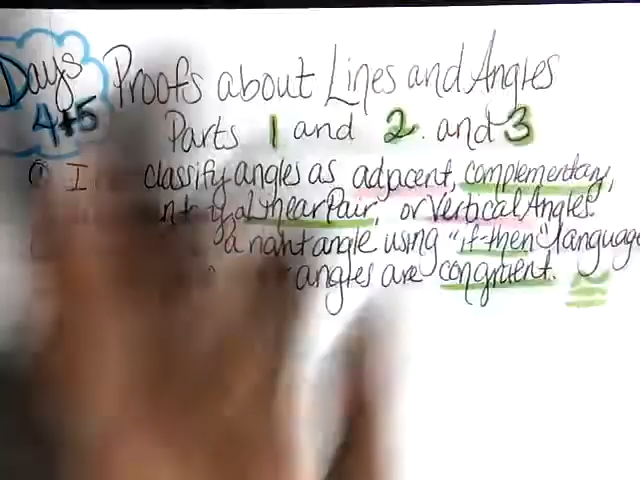 Days Proofs about Lines and Angles
4+5 Parts 1 and 2. and 3
① I classify angles as adjacent, complementary,
a Linear Pair, or Vertical Angles.
a right angle using "if-then" language
angles are congruent.